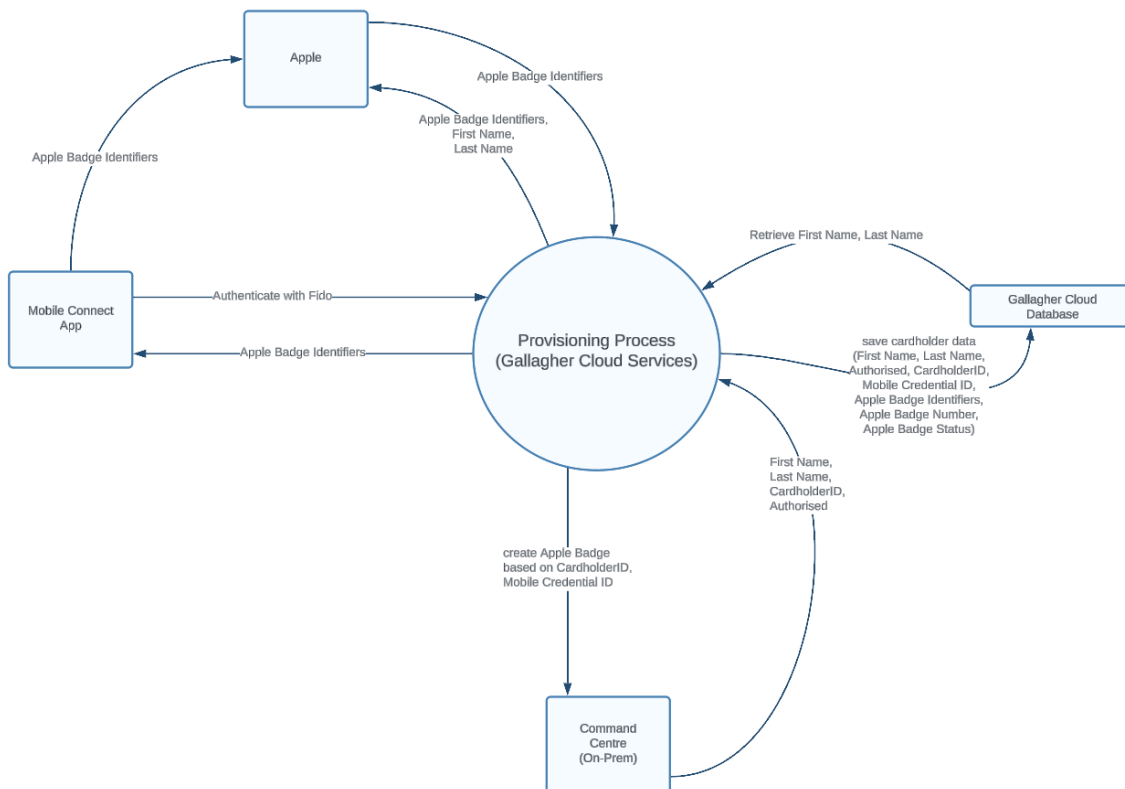 Apple
Apple Badge Identifiers
Apple Badge Identifiers,
First Name,
Last Name
Apple Badge Identifiers
Retrieve First Name, Last Name
Mobile Connect
App
Authenticate with Fido
Apple Badge Identifiers
Provisioning Process
(Gallagher Cloud Services)
Gallagher Cloud
Database
save cardholder data
(First Name, Last Name,
Authorised, CardholderID,
Mobile Credential ID,
Apple Badge Identifiers,
Apple Badge Number,
Apple Badge Status)
First Name,
Last Name,
CardholderID,
Authorised
create Apple Badge
based on CardholderID,
Mobile Credential ID
Command
Centre
(On-Prem)